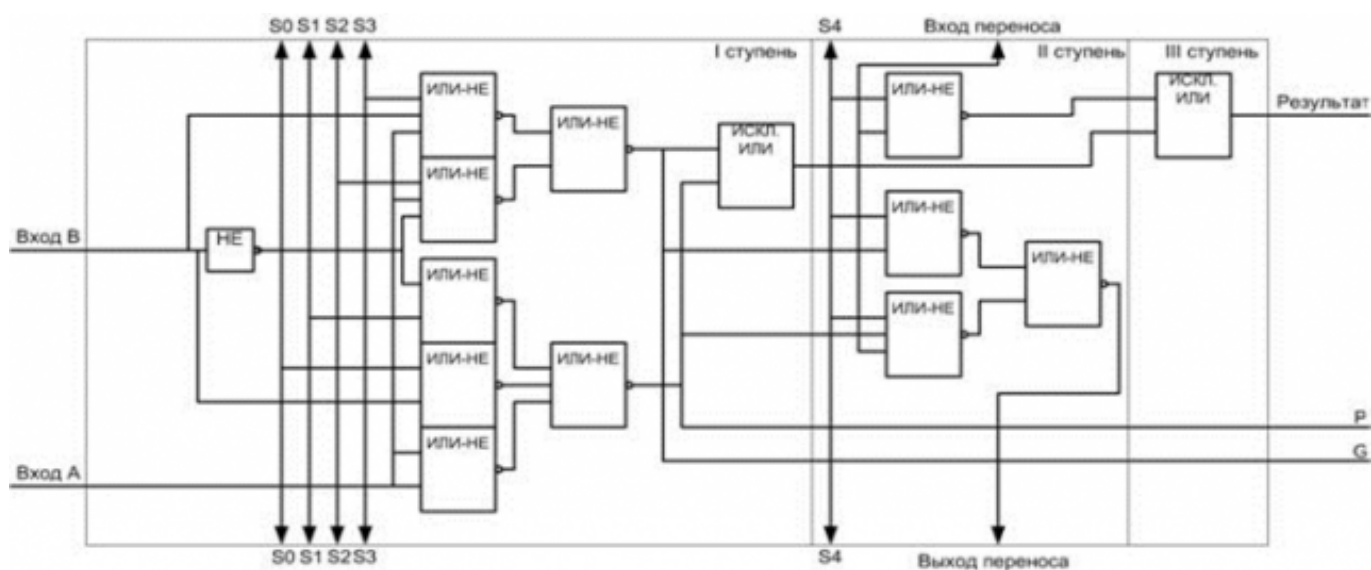 S0 S1 S2 S3 S4 Вход переноса
I ступень II ступень III ступень
ИЛИ-НЕ
ИЛИ-НЕ
ИЛИ-НЕ
ИСКЛ.
ИЛИ
ИСКЛ.
ИЛИ
Результат
ИЛИ-НЕ
ИЛИ-НЕ
Вход B
НЕ
ИЛИ-НЕ
ИЛИ-НЕ
ИЛИ-НЕ
ИЛИ-НЕ
ИЛИ-НЕ
ИЛИ-НЕ
P
ИЛИ-НЕ
G
Вход A
S0 S1 S2 S3 S4 Выход переноса